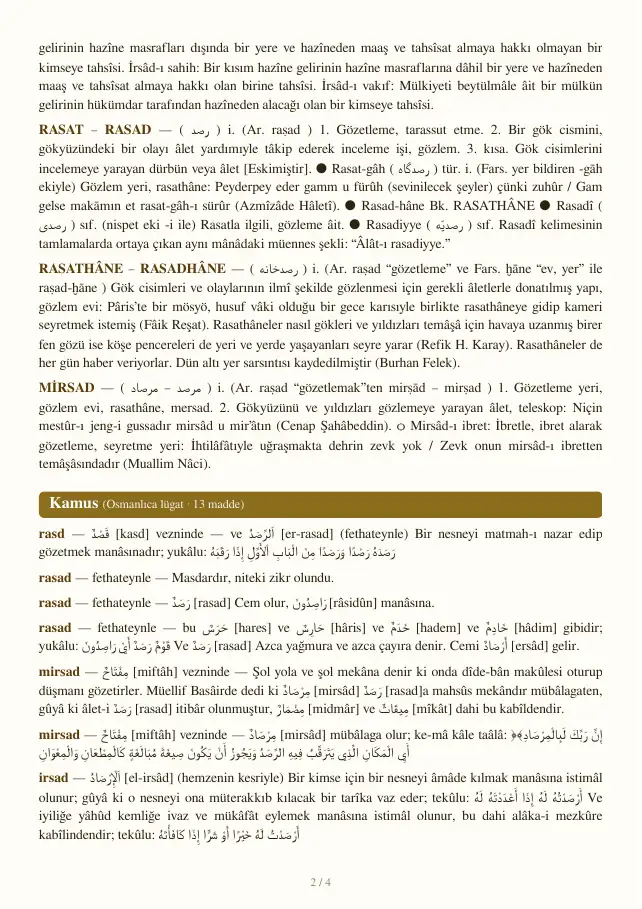 gelirinin hazîne masrafları dışında bir yere ve hazîneden maaş ve tahsîsat almaya hakkı olmayan bir
kimseye tahsîsi. İrsâd-ı sahih: Bir kısım hazîne gelirinin hazîne masraflarına dâhil bir yere ve hazîneden
maaş ve tahsîsat almaya hakkı olan birine tahsîsi. İrsâd-ı vakıf: Mülkiyeti beytülmâle âit bir mülkün
gelirinin hükümdar tarafından hazîneden alacağı olan bir kimseye tahsîsi.
RASAT – RASAD — ( رصد ) i. (Ar. raṣad ) 1. Gözetleme, tarassut etme. 2. Bir gök cismini,
gökyüzündeki bir olayı âlet yardımıyle tâkip ederek inceleme işi, gözlem. 3. kısa. Gök cisimlerini
incelemeye yarayan dürbün veya âlet [Eskimiştir]. ● Rasat-gâh ( رصدگاه ) tür. i. (Fars. yer bildiren -gāh
ekiyle) Gözlem yeri, rasathâne: Peyderpey eder gamm u fürûh (sevinilecek şeyler) çünki zuhûr / Gam
gelse makāmın et rasat-gâh-ı sürûr (Azmîzâde Hâletî). ● Rasad-hâne Bk. RASATHÂNE ● Rasadî (
رصدى ) sıf. (nispet eki -i ile) Rasatla ilgili, gözleme âit. ● Rasadiyye ( رصديّه ) sıf. Rasadî kelimesinin
tamlamalarda ortaya çıkan aynı mânâdaki müennes şekli: “Âlât-ı rasadiyye.”
RASATHÂNE – RASADHÂNE — ( رصدخانه ) i. (Ar. raṣad “gözetleme” ve Fars. ḫāne “ev, yer” ile
raṣad-ḫāne ) Gök cisimleri ve olaylarının ilmî şekilde gözlenmesi için gerekli âletlerle donatılmış yapı,
gözlem evi: Pâris’te bir mösyö, husuf vâki olduğu bir gece karısıyle birlikte rasathâneye gidip kameri
seyretmek istemiş (Fâik Reşat). Rasathâneler nasıl gökleri ve yıldızları temâşâ için havaya uzanmış birer
fen gözü ise köşe pencereleri de yeri ve yerde yaşayanları seyre yarar (Refik H. Karay). Rasathâneler de
her gün haber veriyorlar. Dün altı yer sarsıntısı kaydedilmiştir (Burhan Felek).
MİRSAD — ( مرصد – مرصاد ) i. (Ar. raṣad “gözetlemak”ten mirṣād – mirṣad ) 1. Gözetleme yeri,
gözlem evi, rasathâne, mersad. 2. Gökyüzünü ve yıldızları gözlemeye yarayan âlet, teleskop: Niçin
mestûr-ı jeng-i gussadır mirsâd u mir’âtın (Cenap Şahâbeddin). ○ Mirsâd-ı ibret: İbretle, ibret alarak
gözetleme, seyretme yeri: İhtilâfâtıyle uğraşmakta dehrin zevk yok / Zevk onun mirsâd-ı ibretten
temâşâsındadır (Muallim Nâci).
Kamus (Osmanlıca lügat · 13 madde)
rasd — قَصْدٌ [kasd] vezninde — ve اَلرَّصَدُ [er-rasad] (fethateynle) Bir nesneyi matmah-ı nazar edip
gözetmek manâsınadır; yukâlu: رَصَدَهُ رَصْدًا وَرَصَدًا مِنَ الْبَابِ الْأَوَّلِ إِذَا رَقَبَهُ
rasad — fethateynle — Masdardır, niteki zikr olundu.
rasad — fethateynle — رَصَدٌ [rasad] Cem olur, رَاصِدُونَ [râsidûn] manâsına.
rasad — fethateynle — bu حَرَسٌ [hares] ve حَارِسٌ [hâris] ve خَدَمٌ [hadem] ve خَادِمٌ [hâdim] gibidir;
yukâlu: قَوْمٌ رَصَدٌ أَيْ رَاصِدُونَ Ve رَصَدٌ [rasad] Azca yağmura ve azca çayıra denir. Cemi أَرْصَادٌ [ersâd] gelir.
mirsad — مِفْتَاحٌ [miftâh] vezninde — Şol yola ve şol mekâna denir ki onda dîde-bân makûlesi oturup
düşmanı gözetirler. Müellif Basâirde dedi ki مِرْصَادٌ [mirsâd] رَصَدٌ [rasad]a mahsûs mekândır mübâlagaten,
gûyâ ki âlet-i رَصَدٌ [rasad] itibâr olunmuştur, مِضْمَارٌ [midmâr] ve مِيقَاتٌ [mîkât] dahi bu kabîldendir.
mirsad — مِفْتَاحٌ [miftâh] vezninde — مِرْصَادٌ [mirsâd] mübâlaga olur; ke-mâ kâle taâlâ: ﴿إِنَّ رَبَّكَ لَبِالْمِرْصَادِ﴾
أَيِ الْمَكَانِ الَّذِي يَتَرَقَّبُ فِيهِ الرَّصَدُ وَيَجُوزُ أَنْ يَكُونَ صِيغَةَ مُبَالَغَةٍ كَالْمِطْعَانِ وَالْمِعْوَانِ
irsad — اَلْإِرْصَادُ [el-irsâd] (hemzenin kesriyle) Bir kimse için bir nesneyi âmâde kılmak manâsına istimâl
olunur; gûyâ ki o nesneyi ona müterakkıb kılacak bir tarîka vaz eder; tekûlu: أَرْصَدْتُهُ لَهُ إِذَا أَعْدَدْتَهُ لَهُ Ve
iyiliğe yâhûd kemliğe ivaz ve mükâfât eylemek manâsına istimâl olunur, bu dahi alâka-i mezkûre
kabîlindendir; tekûlu: أَرْصَدْتُ لَهُ خَيْرًا أَوْ شَرًّا إِذَا كَافَأْتَهُ
2 / 4